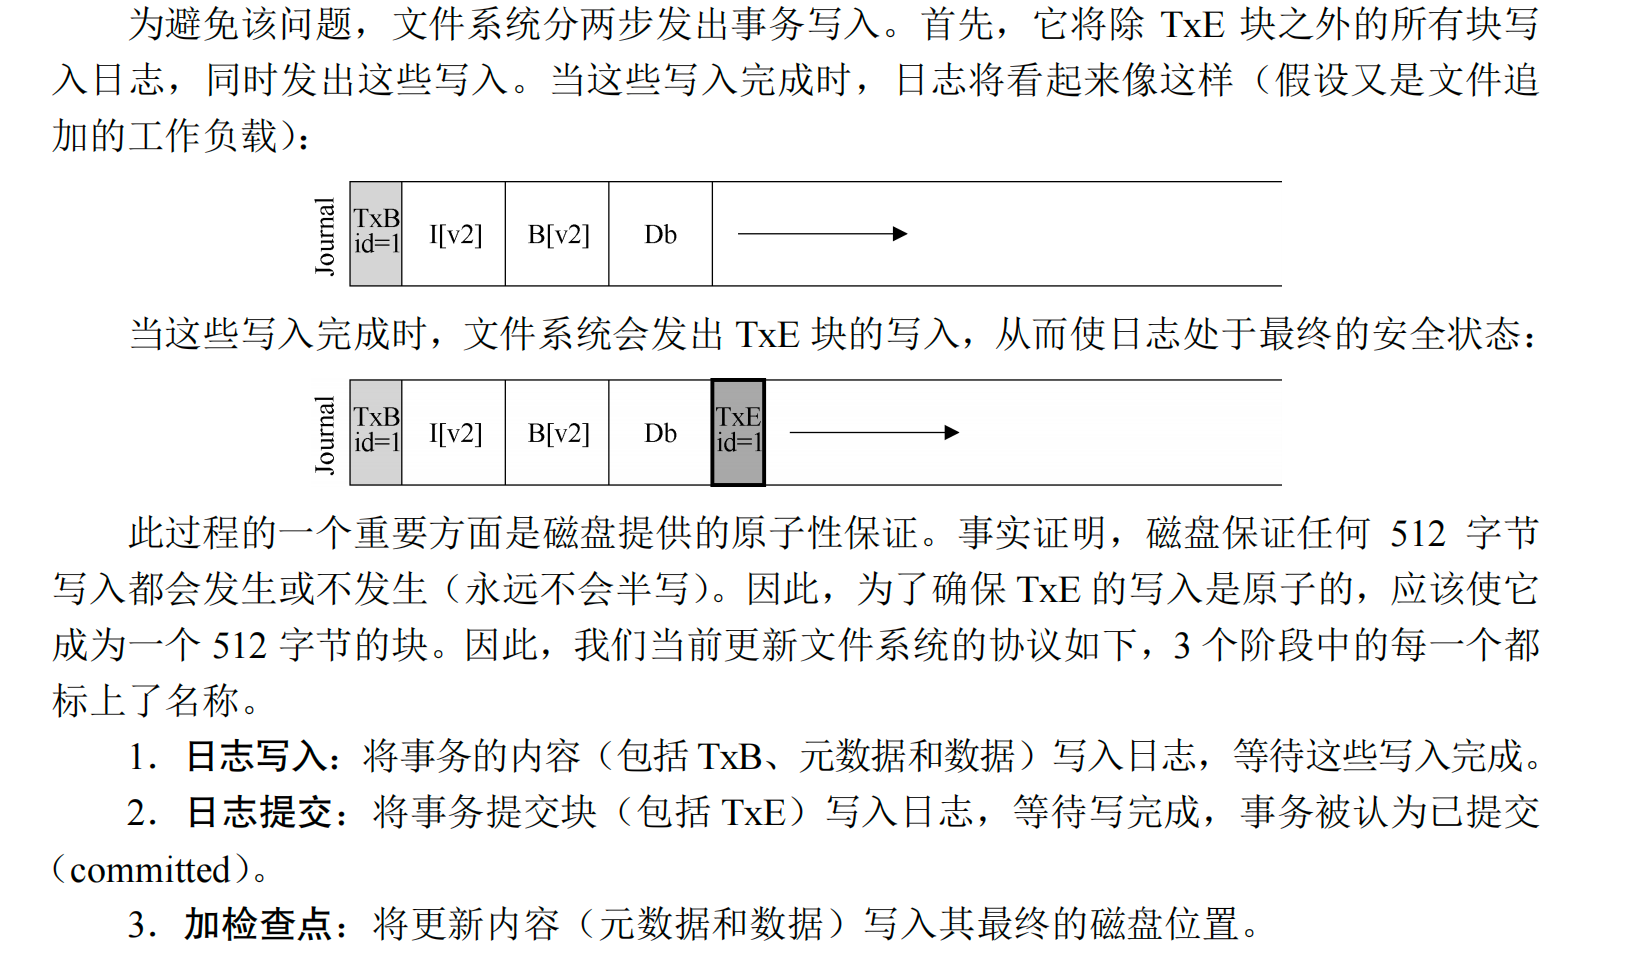 为避免该问题，文件系统分两步发出事务写入。首先，它将除 TxE 块之外的所有块写
入日志，同时发出这些写入。当这些写入完成时，日志将看起来像这样（假设又是文件追
加的工作负载）：
Journal
TxB
id=1
I[v2]
B[v2]
Db
当这些写入完成时，文件系统会发出 TxE 块的写入，从而使日志处于最终的安全状态：
Journal
TxB
id=1
I[v2]
B[v2]
Db
TxE
id=1
此过程的一个重要方面是磁盘提供的原子性保证。事实证明，磁盘保证任何 512 字节
写入都会发生或不发生（永远不会半写）。因此，为了确保 TxE 的写入是原子的，应该使它
成为一个 512 字节的块。因此，我们当前更新文件系统的协议如下，3 个阶段中的每一个都
标上了名称。
1．日志写入：将事务的内容（包括 TxB、元数据和数据）写入日志，等待这些写入完成。
2．日志提交：将事务提交块（包括 TxE）写入日志，等待写完成，事务被认为已提交
（committed）。
3．加检查点：将更新内容（元数据和数据）写入其最终的磁盘位置。